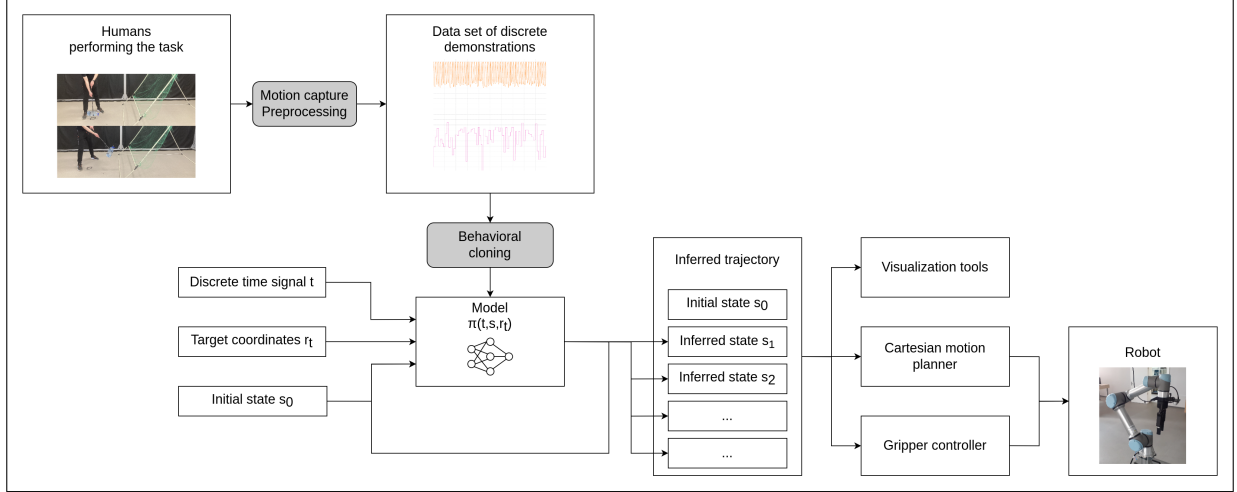 Humans
performing the task
Motion capture
Preprocessing
Data set of discrete
demonstrations
Behavioral
cloning
Discrete time signal t
Target coordinates rt
Initial state s0
Model
π(t,s,rt)
Inferred trajectory
Initial state s0
Inferred state s1
Inferred state s2
...
...
Visualization tools
Cartesian motion
planner
Gripper controller
Robot